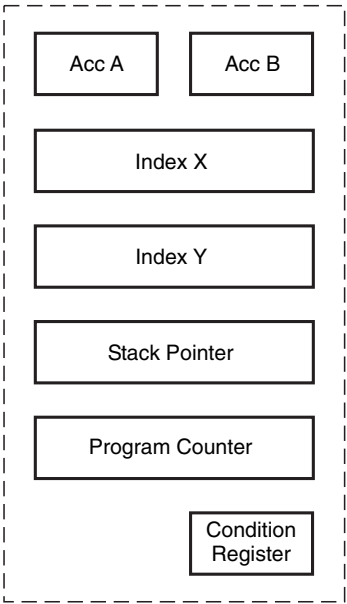 Acc A
Acc B
Index X
Index Y
Stack Pointer
Program Counter
Condition
Register